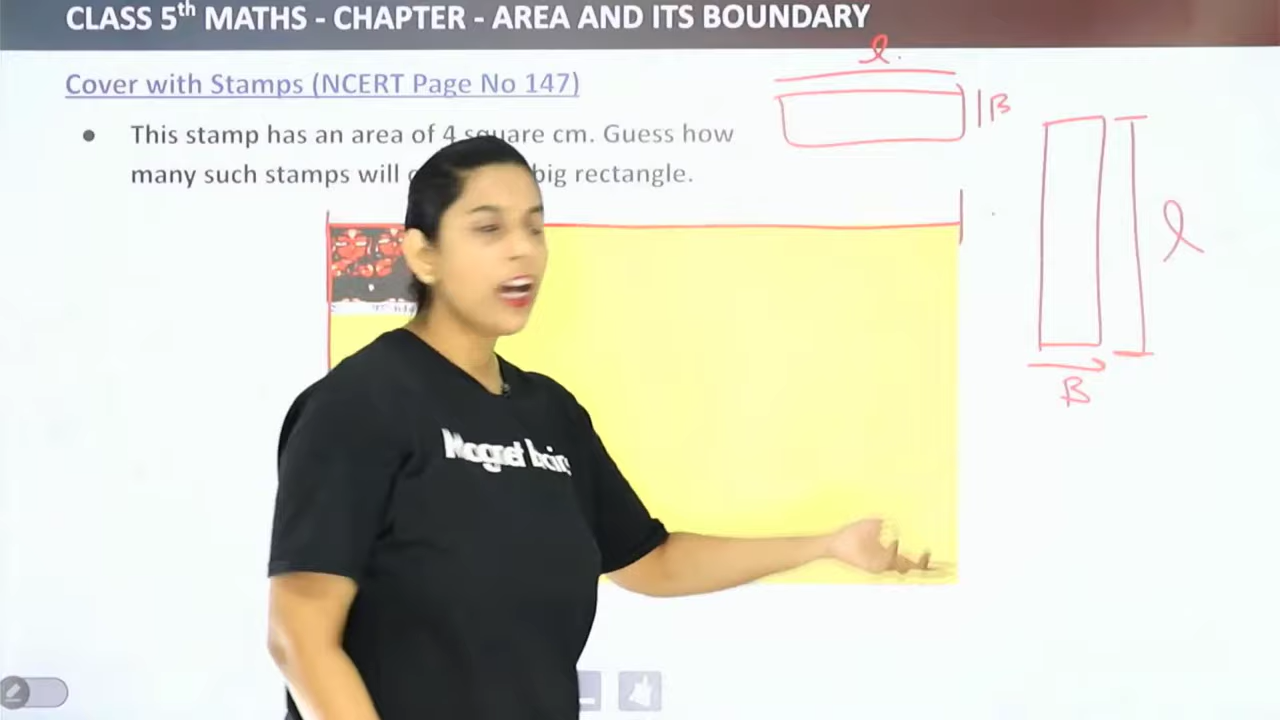 CLASS 5th MATHS - CHAPTER - AREA AND ITS BOUNDARY
Cover with Stamps (NCERT Page No 147)
This stamp has an area of 4 square cm. Guess how
many such stamps will big rectangle.
l
B
l
B
Magnet Brains